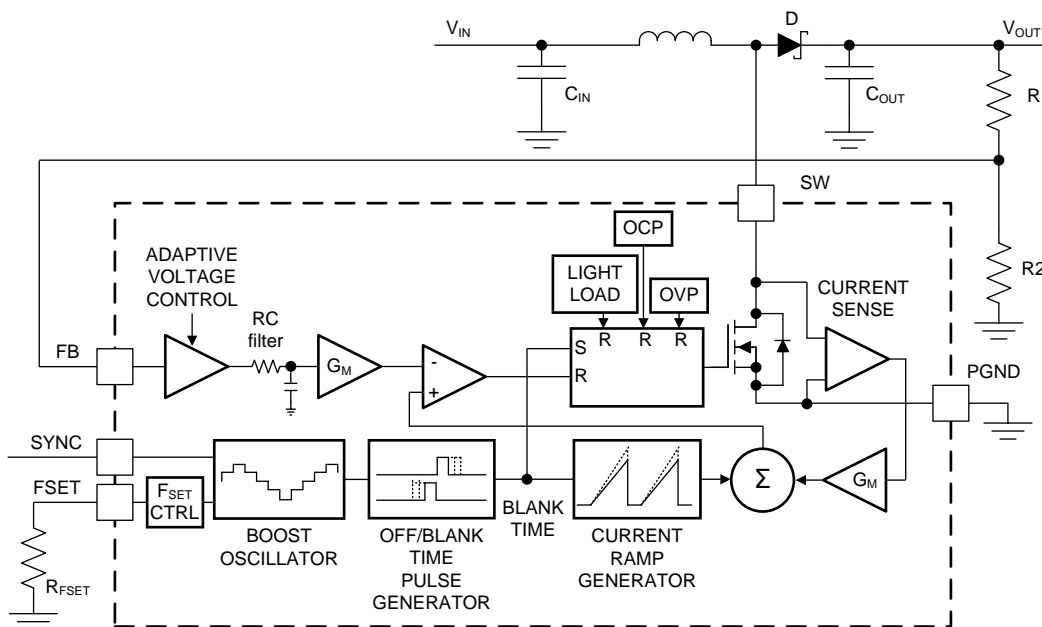 V_IN
D
V_OUT
C_IN
C_OUT
R
SW
OCP
R2
ADAPTIVE
VOLTAGE
CONTROL
LIGHT
LOAD
OVP
CURRENT
SENSE
RC
filter
R R R
FB
G_M
-
+
S
R
PGND
SYNC
FSET
F_SET
CTRL
Σ
G_M
BLANK
TIME
BOOST
OSCILLATOR
OFF/BLANK
TIME
PULSE
GENERATOR
CURRENT
RAMP
GENERATOR
R_FSET